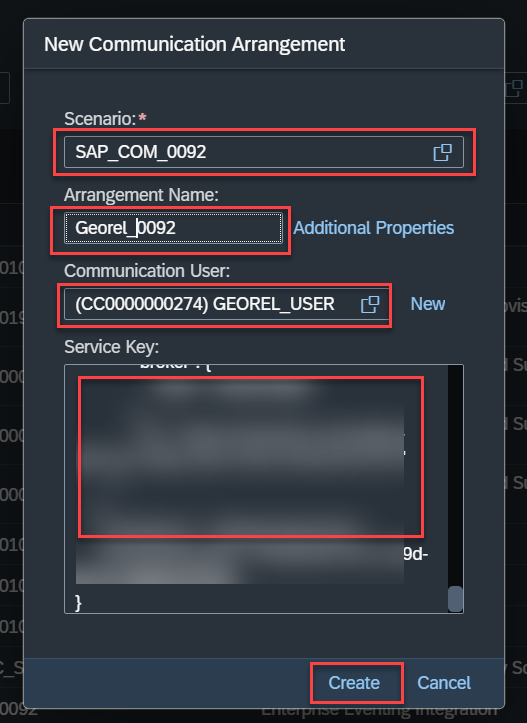 New Communication Arrangement
Scenario:*
SAP_COM_0092
Arrangement Name:
Georel_0092
Additional Properties
Communication User:
(CC0000000274) GEOREL_USER
New
Service Key:
broker": {
9d-
}
Create
Cancel
0092
Enterprise Eventing Integration